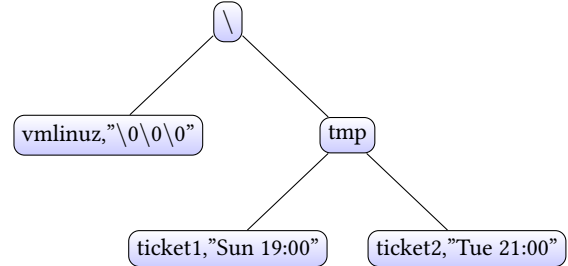 \
vmlinuz,”\0\0\0”
tmp
ticket1,”Sun 19:00”
ticket2,”Tue 21:00”